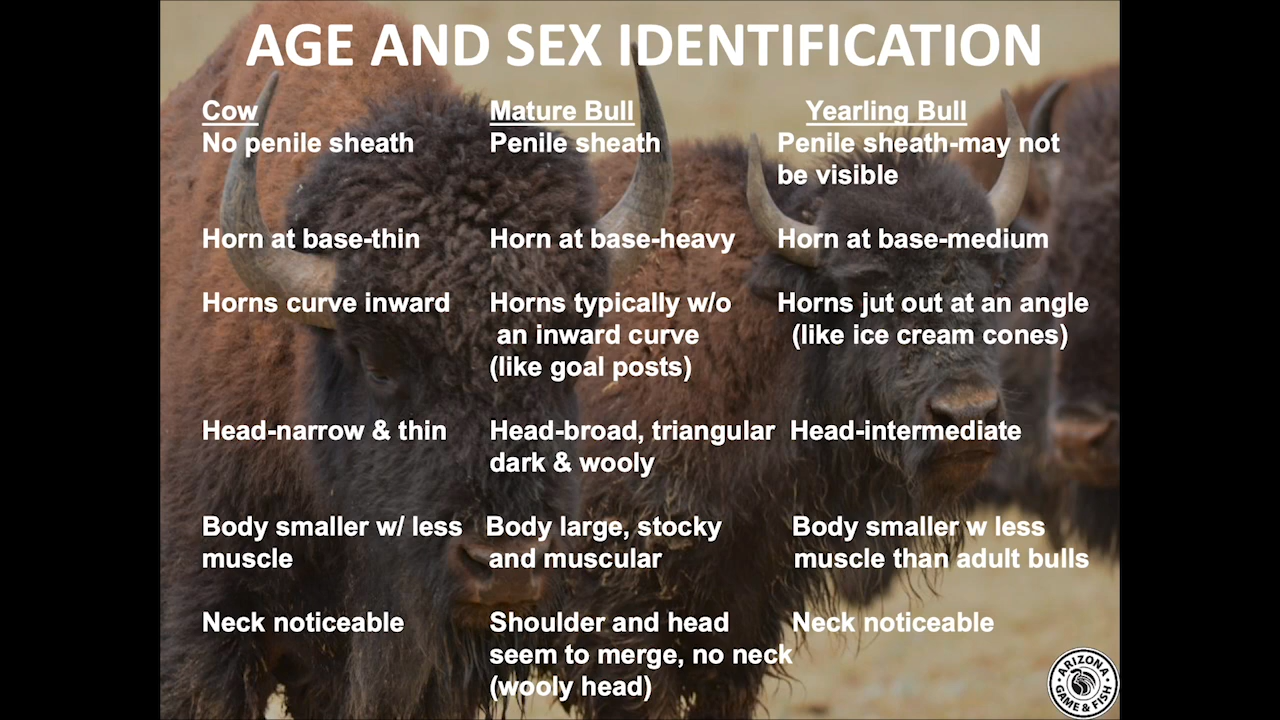 AGE AND SEX IDENTIFICATION
Cow
No penile sheath
Horn at base-thin
Horns curve inward
Head-narrow & thin
Body smaller w/ less
muscle
Neck noticeable
Mature Bull
Penile sheath
Horn at base-heavy
Horns typically w/o
an inward curve
(like goal posts)
Head-broad, triangular
dark & wooly
Body large, stocky
and muscular
Shoulder and head
seem to merge, no neck
(wooly head)
Yearling Bull
Penile sheath-may not
be visible
Horn at base-medium
Horns jut out at an angle
(like ice cream cones)
Head-intermediate
Body smaller w less
muscle than adult bulls
Neck noticeable
ARIZONA
GAME & FISH